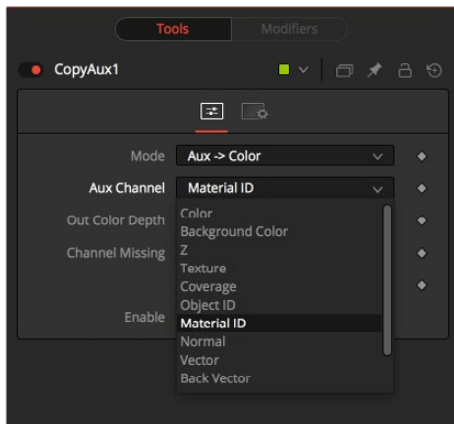 Tools Modifiers
CopyAux1
Mode Aux -> Color
Aux Channel Material ID
Out Color Depth
Channel Missing
Enable
Color
Background Color
Z
Texture
Coverage
Object ID
Material ID
Normal
Vector
Back Vector